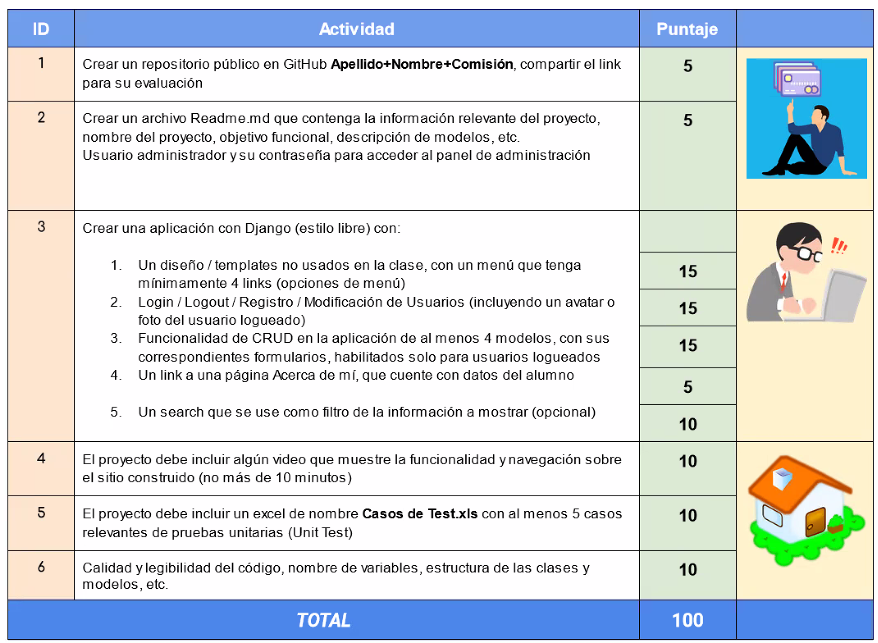 ID Actividad Puntaje
1 Crear un repositorio público en GitHub Apellido+Nombre+Comisión, compartir el link 5
para su evaluación
2 Crear un archivo Readme.md que contenga la información relevante del proyecto, 5
nombre del proyecto, objetivo funcional, descripción de modelos, etc.
Usuario administrador y su contraseña para acceder al panel de administración
3 Crear una aplicación con Django (estilo libre) con:
1. Un diseño / templates no usados en la clase, con un menú que tenga 15
mínimamente 4 links (opciones de menú)
2. Login / Logout / Registro / Modificación de Usuarios (incluyendo un avatar o 15
foto del usuario logueado)
3. Funcionalidad de CRUD en la aplicación de al menos 4 modelos, con sus 15
correspondientes formularios, habilitados solo para usuarios logueados
4. Un link a una página Acerca de mí, que cuente con datos del alumno 5
5. Un search que se use como filtro de la información a mostrar (opcional) 10
4 El proyecto debe incluir algún video que muestre la funcionalidad y navegación sobre 10
el sitio construido (no más de 10 minutos)
5 El proyecto debe incluir un excel de nombre Casos de Test.xls con al menos 5 casos 10
relevantes de pruebas unitarias (Unit Test)
6 Calidad y legibilidad del código, nombre de variables, estructura de las clases y 10
modelos, etc.
TOTAL 100